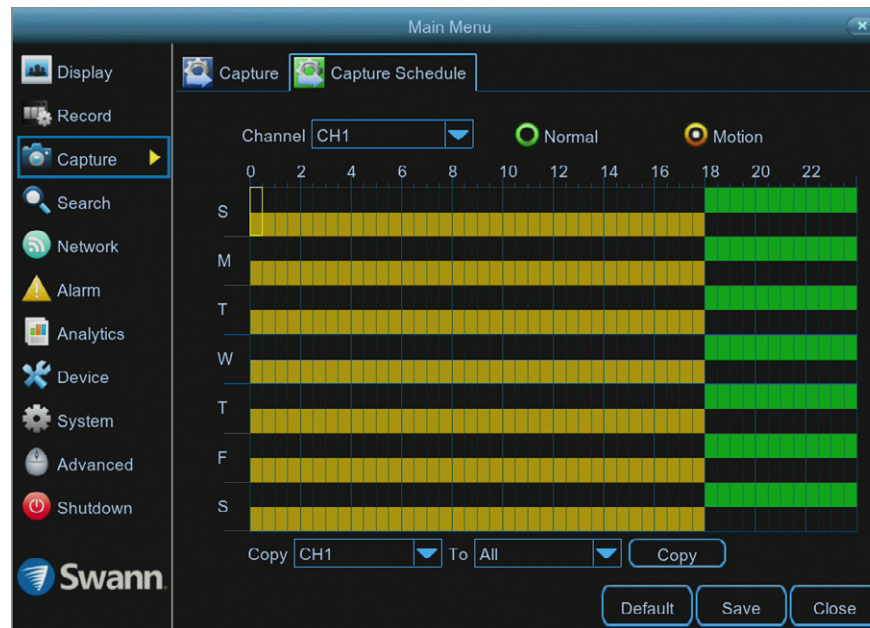 Main Menu
Display
Record
Capture
Search
Network
Alarm
Analytics
Device
System
Advanced
Shutdown
Swann
Capture Capture Schedule
Channel CH1 Normal Motion
0 2 4 6 8 10 12 14 16 18 20 22
S
M
T
W
T
F
S
Copy CH1 To All Copy
Default Save Close